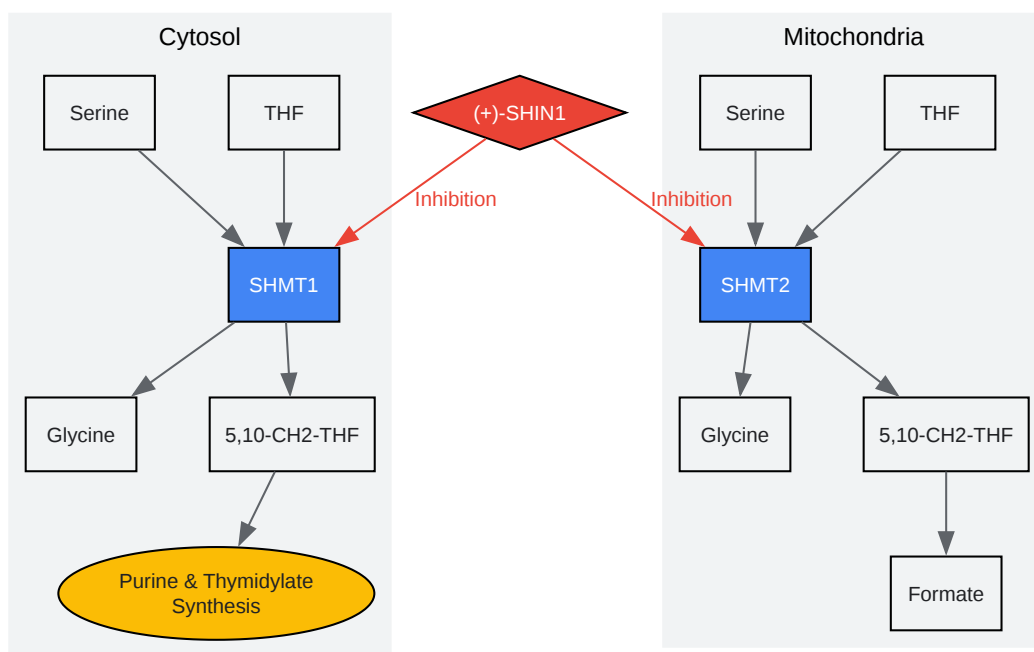 Cytosol
Mitochondria
Serine
THF
(+)-SHIN1
Serine
THF
Inhibition
Inhibition
SHMT1
SHMT2
Glycine
5,10-CH2-THF
Glycine
5,10-CH2-THF
Purine & Thymidylate
Synthesis
Formate